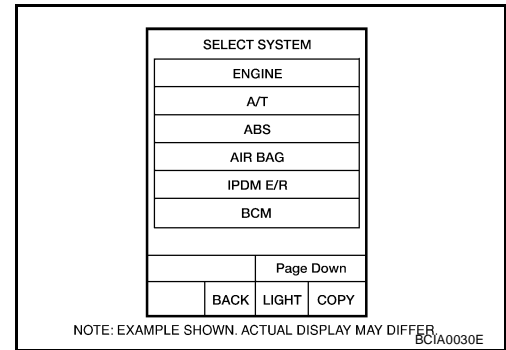 SELECT SYSTEM
ENGINE
A/T
ABS
AIR BAG
IPDM E/R
BCM
Page Down
BACK LIGHT COPY
NOTE: EXAMPLE SHOWN. ACTUAL DISPLAY MAY DIFFER.
BCIA0030E